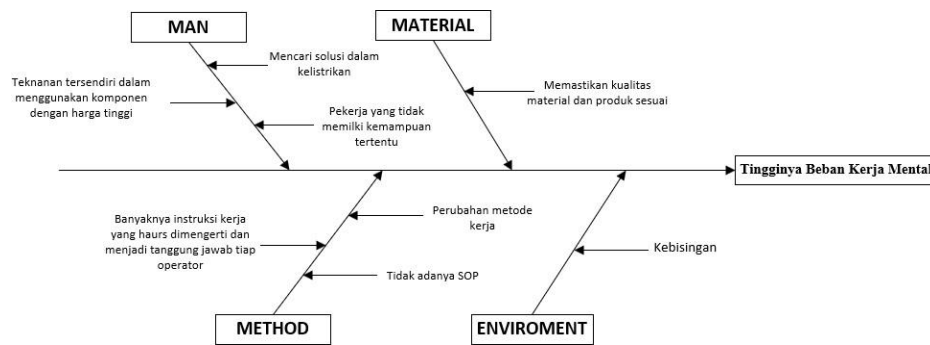 MAN
MATERIAL
Mencari solusi dalam
kelistrikan
Teknanan tersendiri dalam
menggunakan komponen
dengan harga tinggi
Pekerja yang tidak
memilki kemampuan
tertentu
Memastikan kualitas
material dan produk sesuai
Tingginya Beban Kerja Mental
Banyaknya instruksi kerja
yang haurs dimengerti dan
menjadi tanggung jawab tiap
operator
Perubahan metode
kerja
Tidak adanya SOP
Kebisingan
METHOD
ENVIROMENT